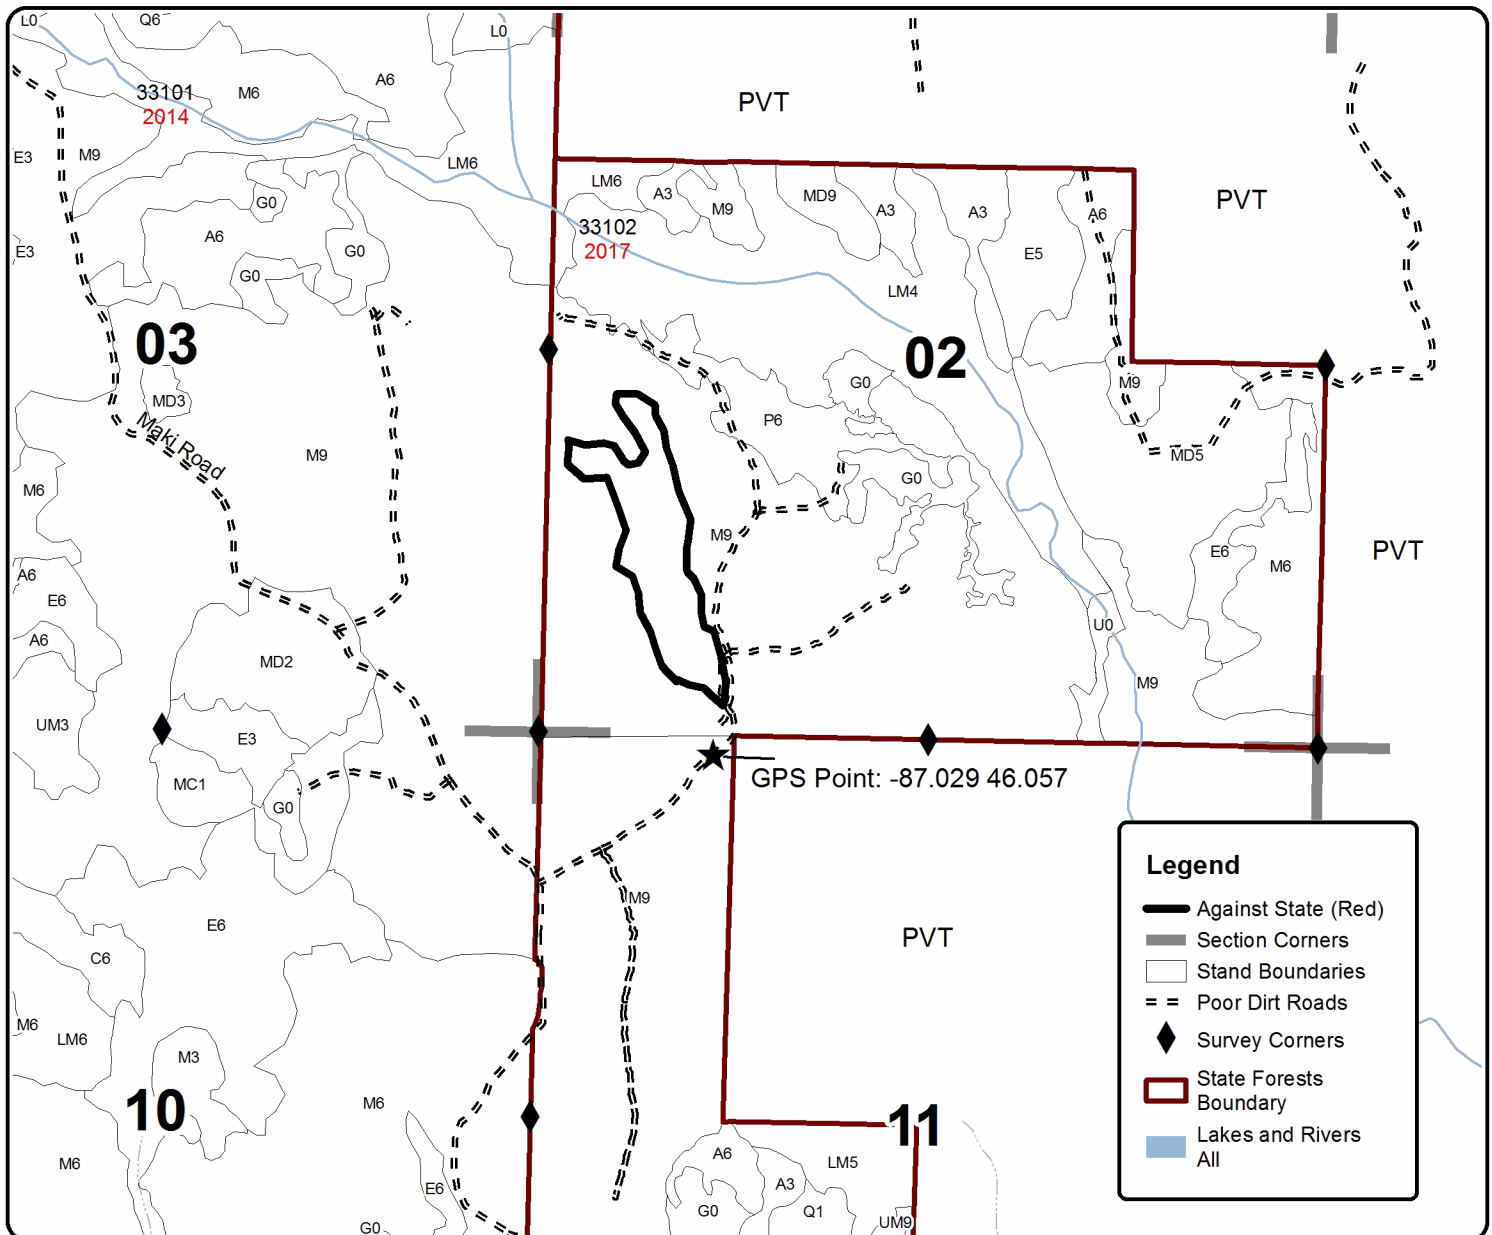 L0
Q6
L0
33101
2014
M6
A6
PVT
E3
M9
LM6
LM6
A3
M9
MD9
A3
A3
A6
PVT
G0
A6
G0
G0
E3
33102
2017
E5
LM4
03
02
MD3
Maki Road
M9
G0
M9
P6
MD5
M6
G0
M9
E6
M6
PVT
A6
E6
A6
U0
MD2
M9
UM3
E3
MC1
G0
GPS Point: -87.029 46.057
M9
E6
C6
PVT
M6
LM6
M3
10
M6
M6
E6
G0
11
A6
LM5
A3
G0
Q1
UM9
Legend
Against State (Red)
Section Corners
Stand Boundaries
Poor Dirt Roads
Survey Corners
State Forests
Boundary
Lakes and Rivers
All